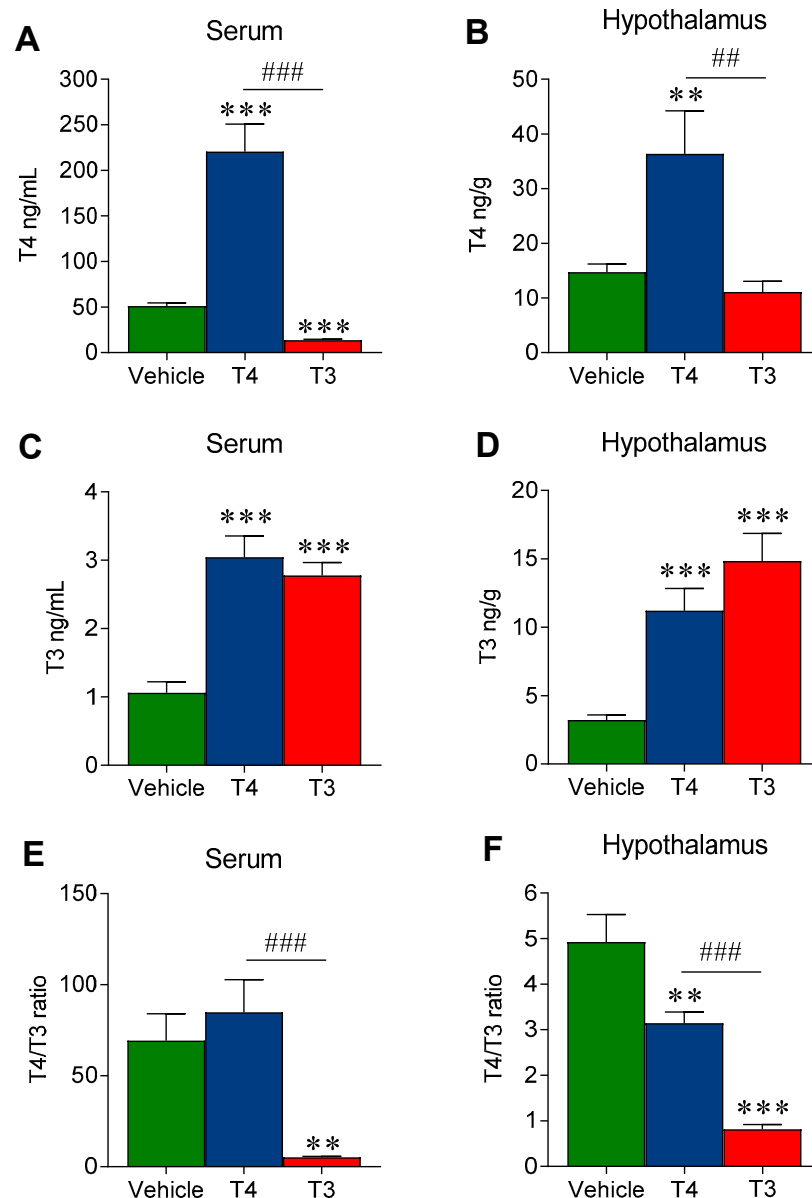 A
Serum
T4 ng/mL
300
250
200
150
100
50
0
***
###
***
Vehicle T4 T3
B
Hypothalamus
T4 ng/g
50
40
30
20
10
0
**
##
Vehicle T4 T3
C
Serum
T3 ng/mL
4
3
2
1
0
***
***
Vehicle T4 T3
D
Hypothalamus
T3 ng/g
20
15
10
5
0
***
***
Vehicle T4 T3
E
Serum
T4/T3 ratio
150
100
50
0
###
**
Vehicle T4 T3
F
Hypothalamus
T4/T3 ratio
6
5
4
3
2
1
0
###
**
***
Vehicle T4 T3